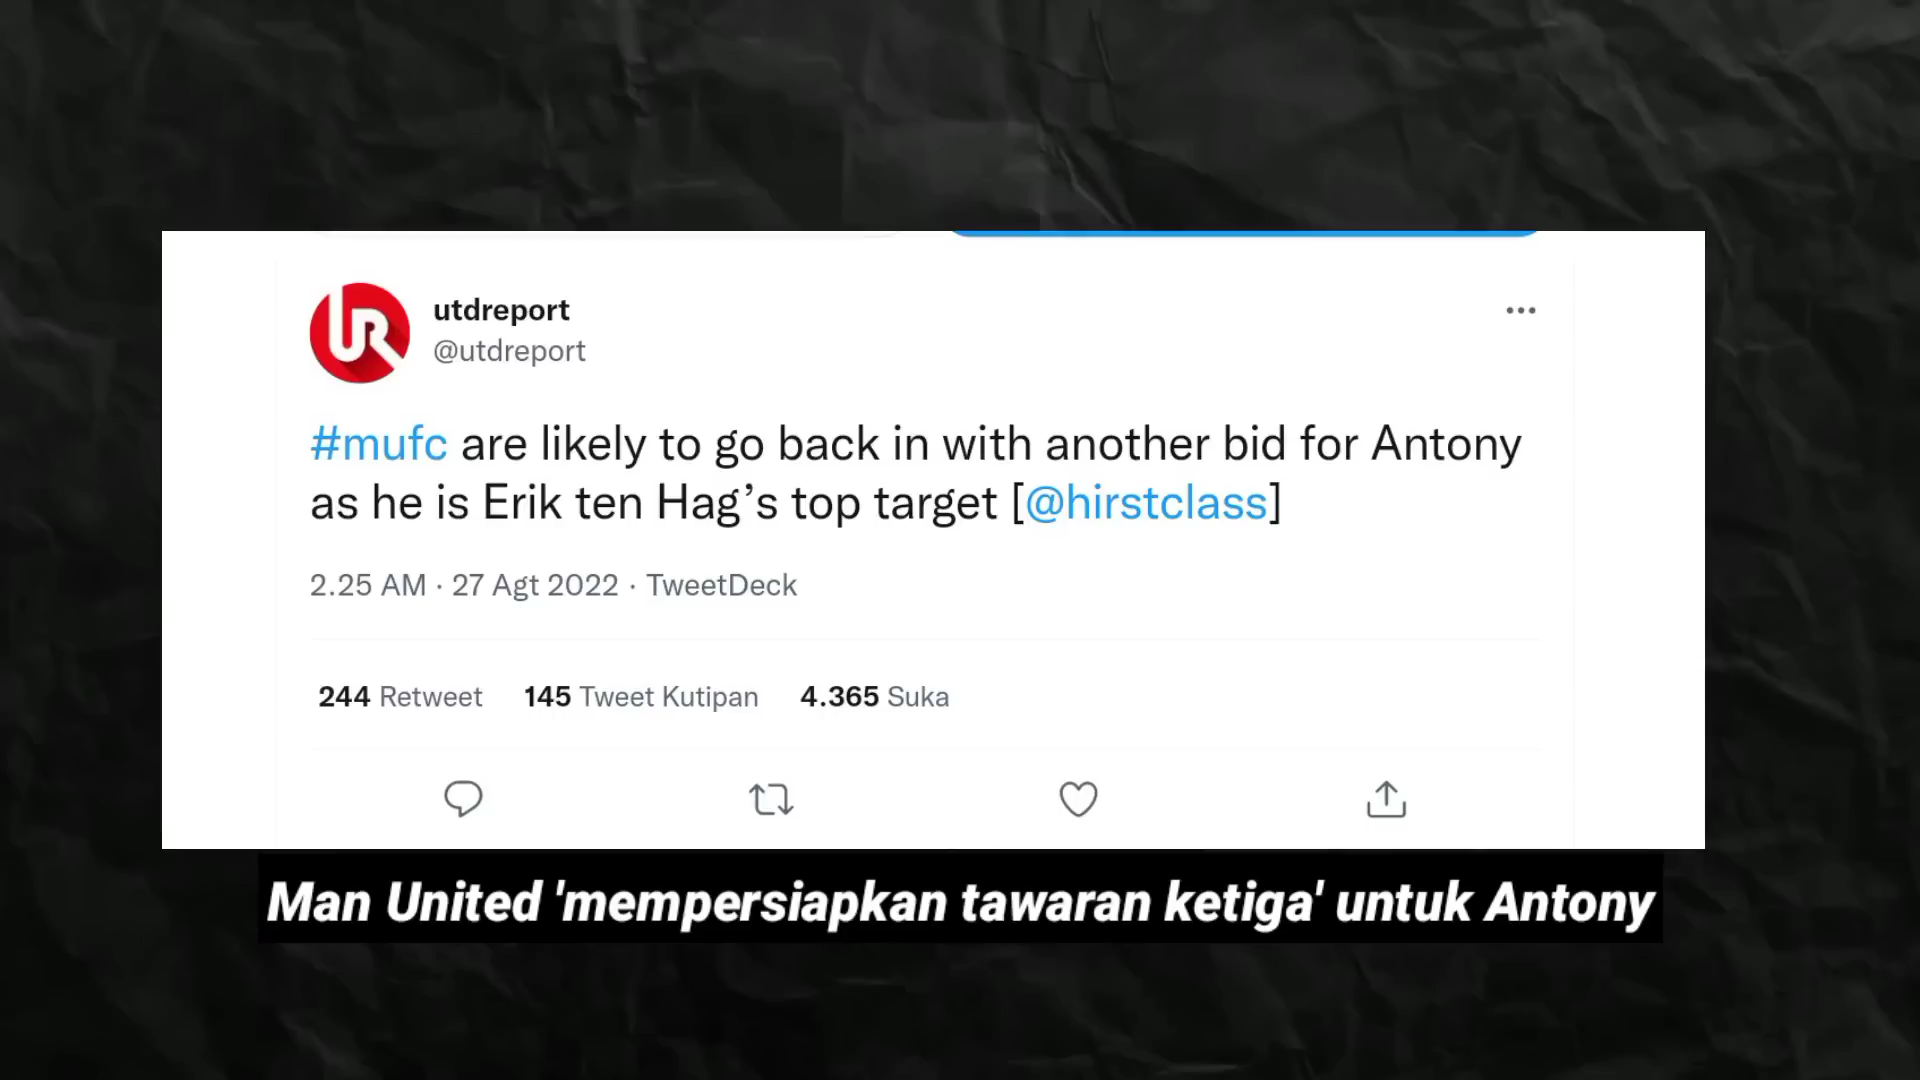 UR
utdreport
@utdreport
#mufc are likely to go back in with another bid for Antony
as he is Erik ten Hag’s top target [@hirstclass]
2.25 AM · 27 Agt 2022 · TweetDeck
244 Retweet 145 Tweet Kutipan 4.365 Suka
Man United 'mempersiapkan tawaran ketiga' untuk Antony